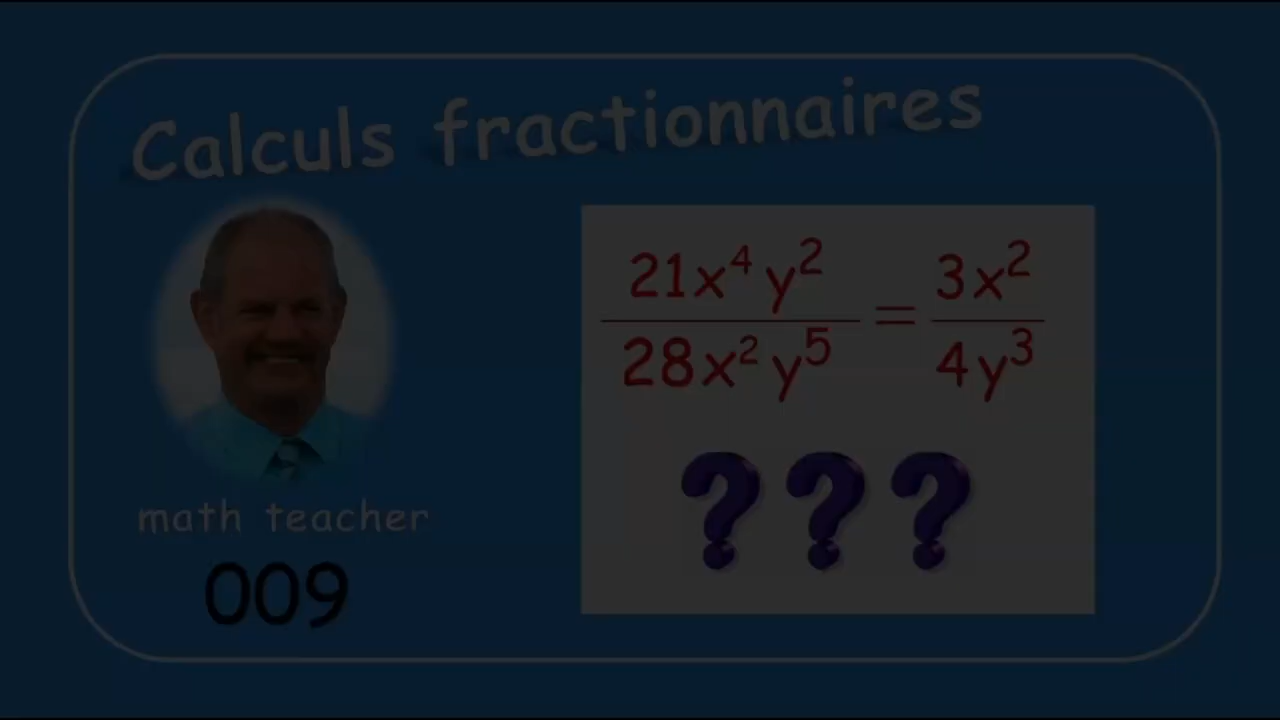 Calculs fractionnaires
21x⁴y²/28x²y⁵ = 3x²/4y³
???
math teacher
009